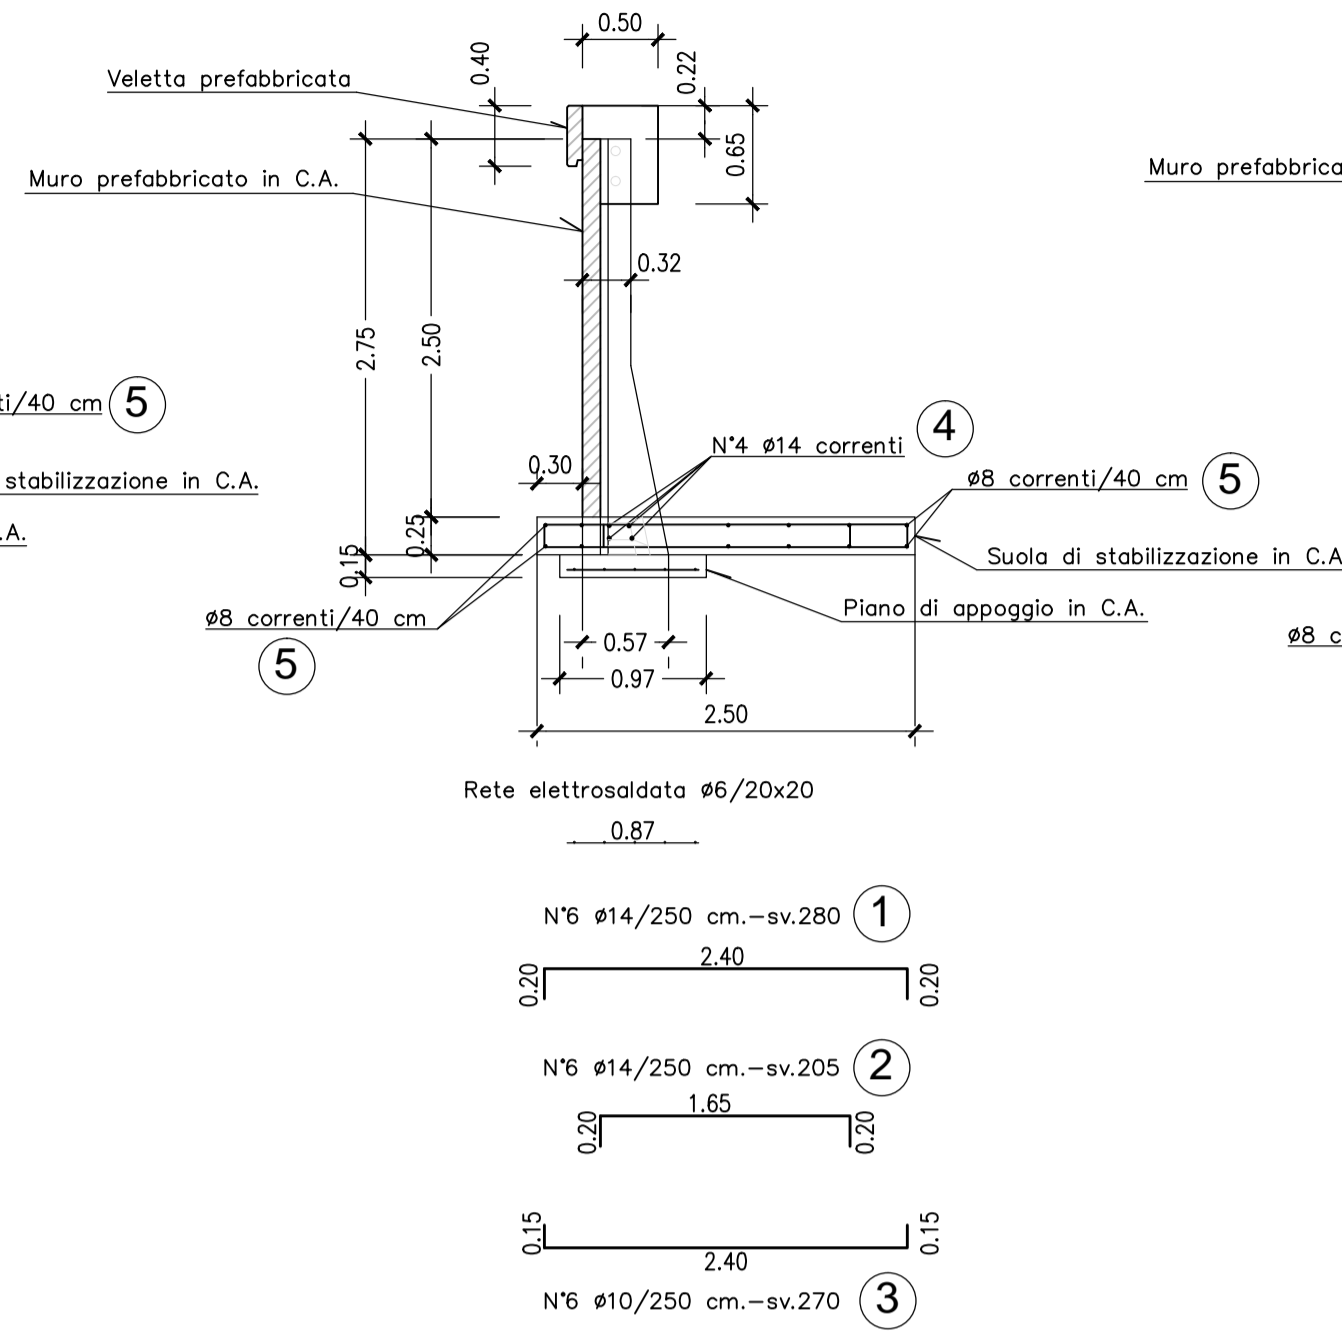 0.50
0.40
0.22
Veletta prefabbricata
0.65
Muro prefabbricato in C.A.
Muro prefabbrica
0.32
2.75
2.50
ti/40 cm 5
N°4 ø14 correnti 4
0.30
ø8 correnti/40 cm 5
stabilizzazione in C.A.
.A.
0.25
0.15
Suola di stabilizzazione in C.A
Piano di appoggio in C.A.
ø8 correnti/40 cm
5
ø8 c
0.57
0.97
2.50
Rete elettrosaldata ø6/20x20
0.87
N°6 ø14/250 cm.-sv.280 1
2.40
0.20
0.20
N°6 ø14/250 cm.-sv.205 2
1.65
0.20
0.20
0.15
0.15
2.40
N°6 ø10/250 cm.-sv.270 3